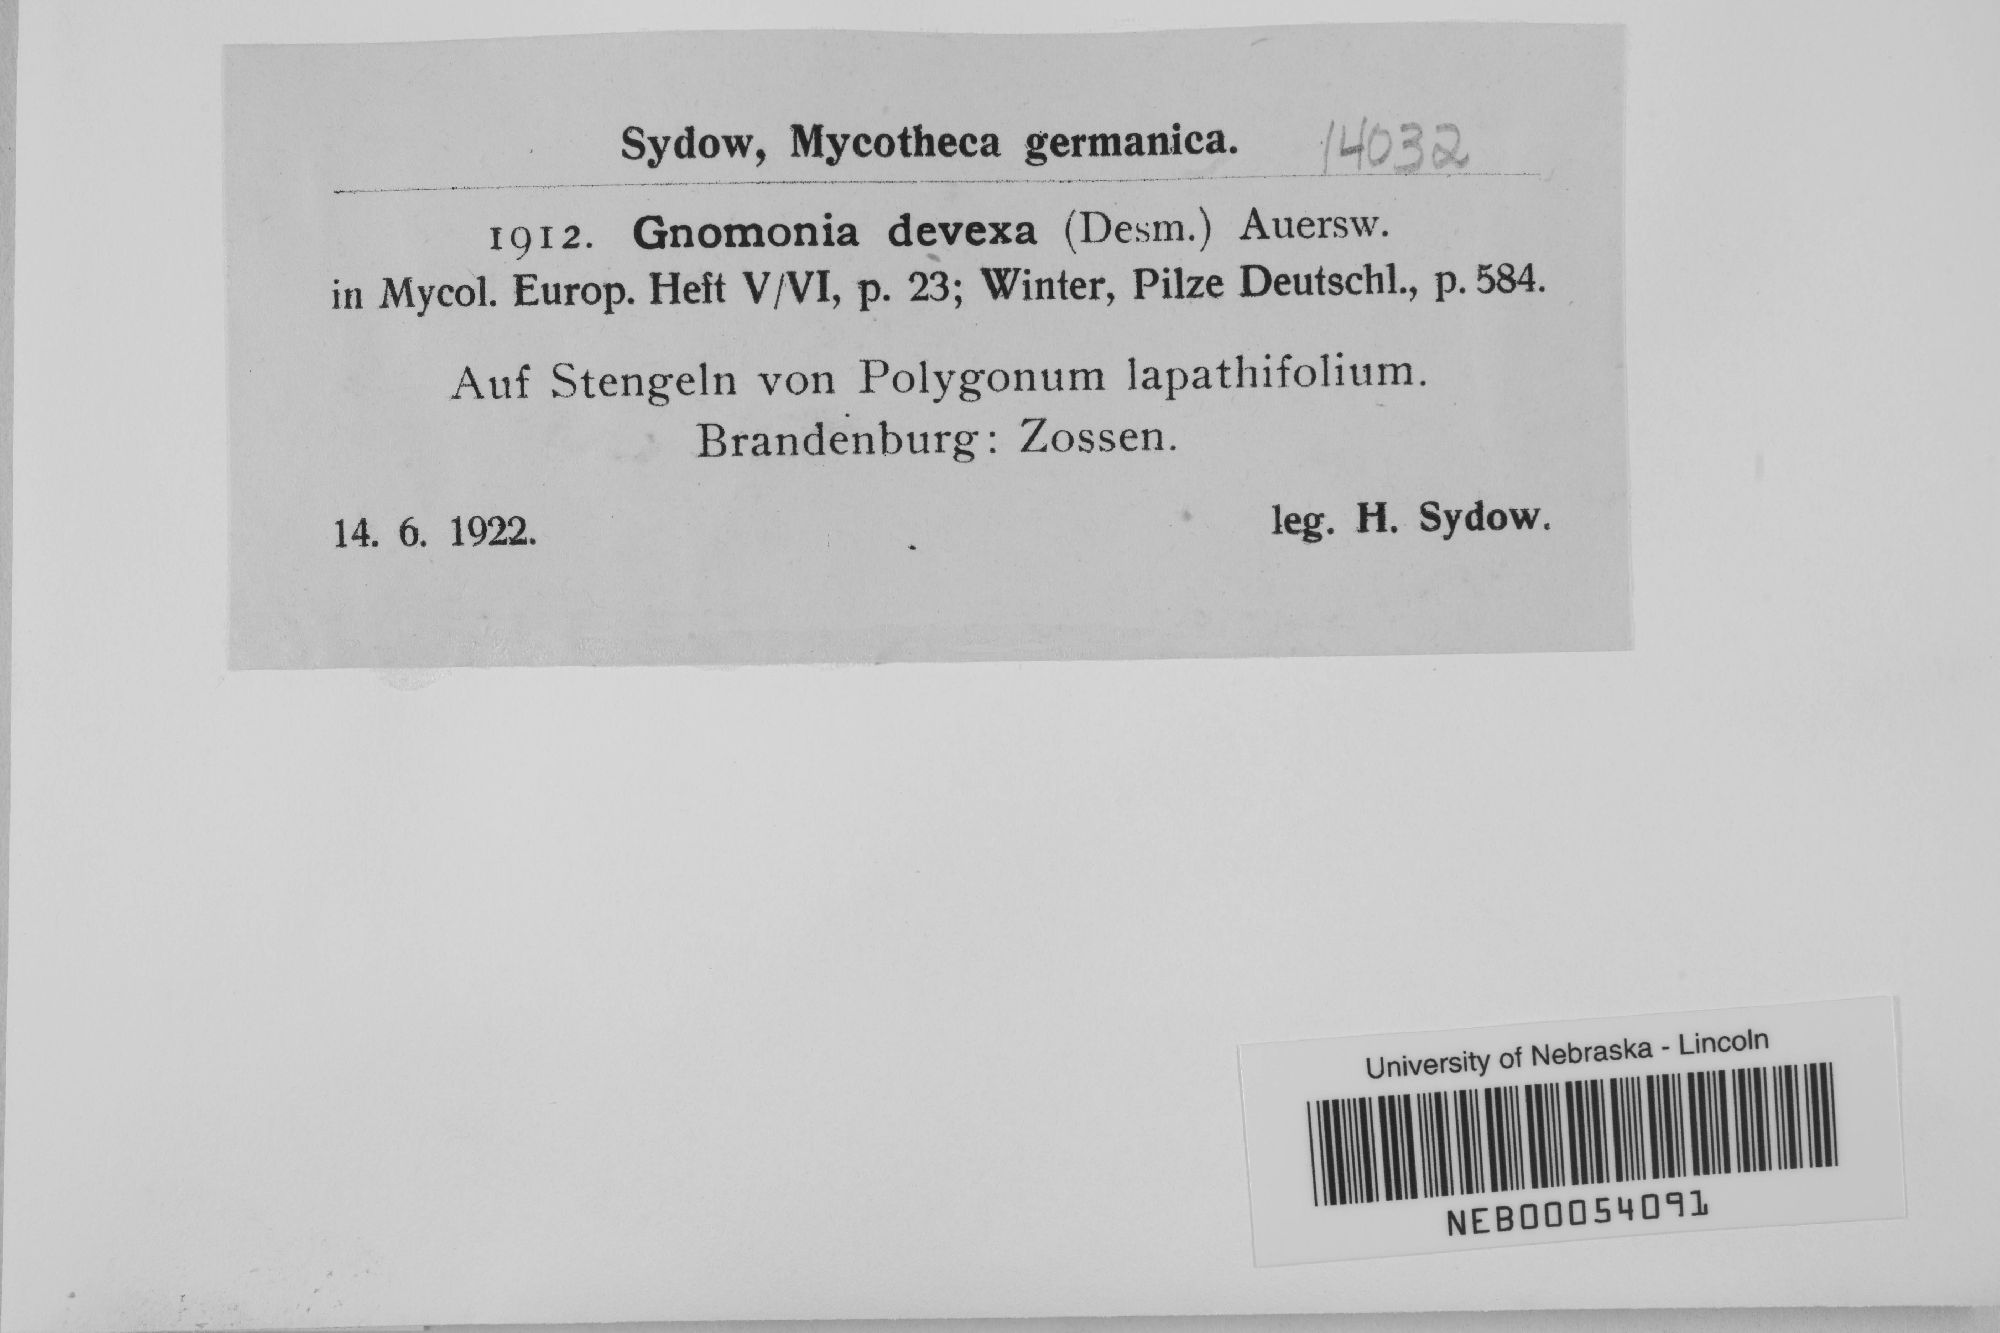 Sydow, Mycotheca germanica. 14032
1912. Gnomonia devexa (Desm.) Auersw.
in Mycol. Europ. Heft V/VI, p. 23; Winter, Pilze Deutschl., p. 584.
Auf Stengeln von Polygonum lapathifolium.
Brandenburg: Zossen.
14. 6. 1922. leg. H. Sydow.
University of Nebraska - Lincoln
NEB00054091